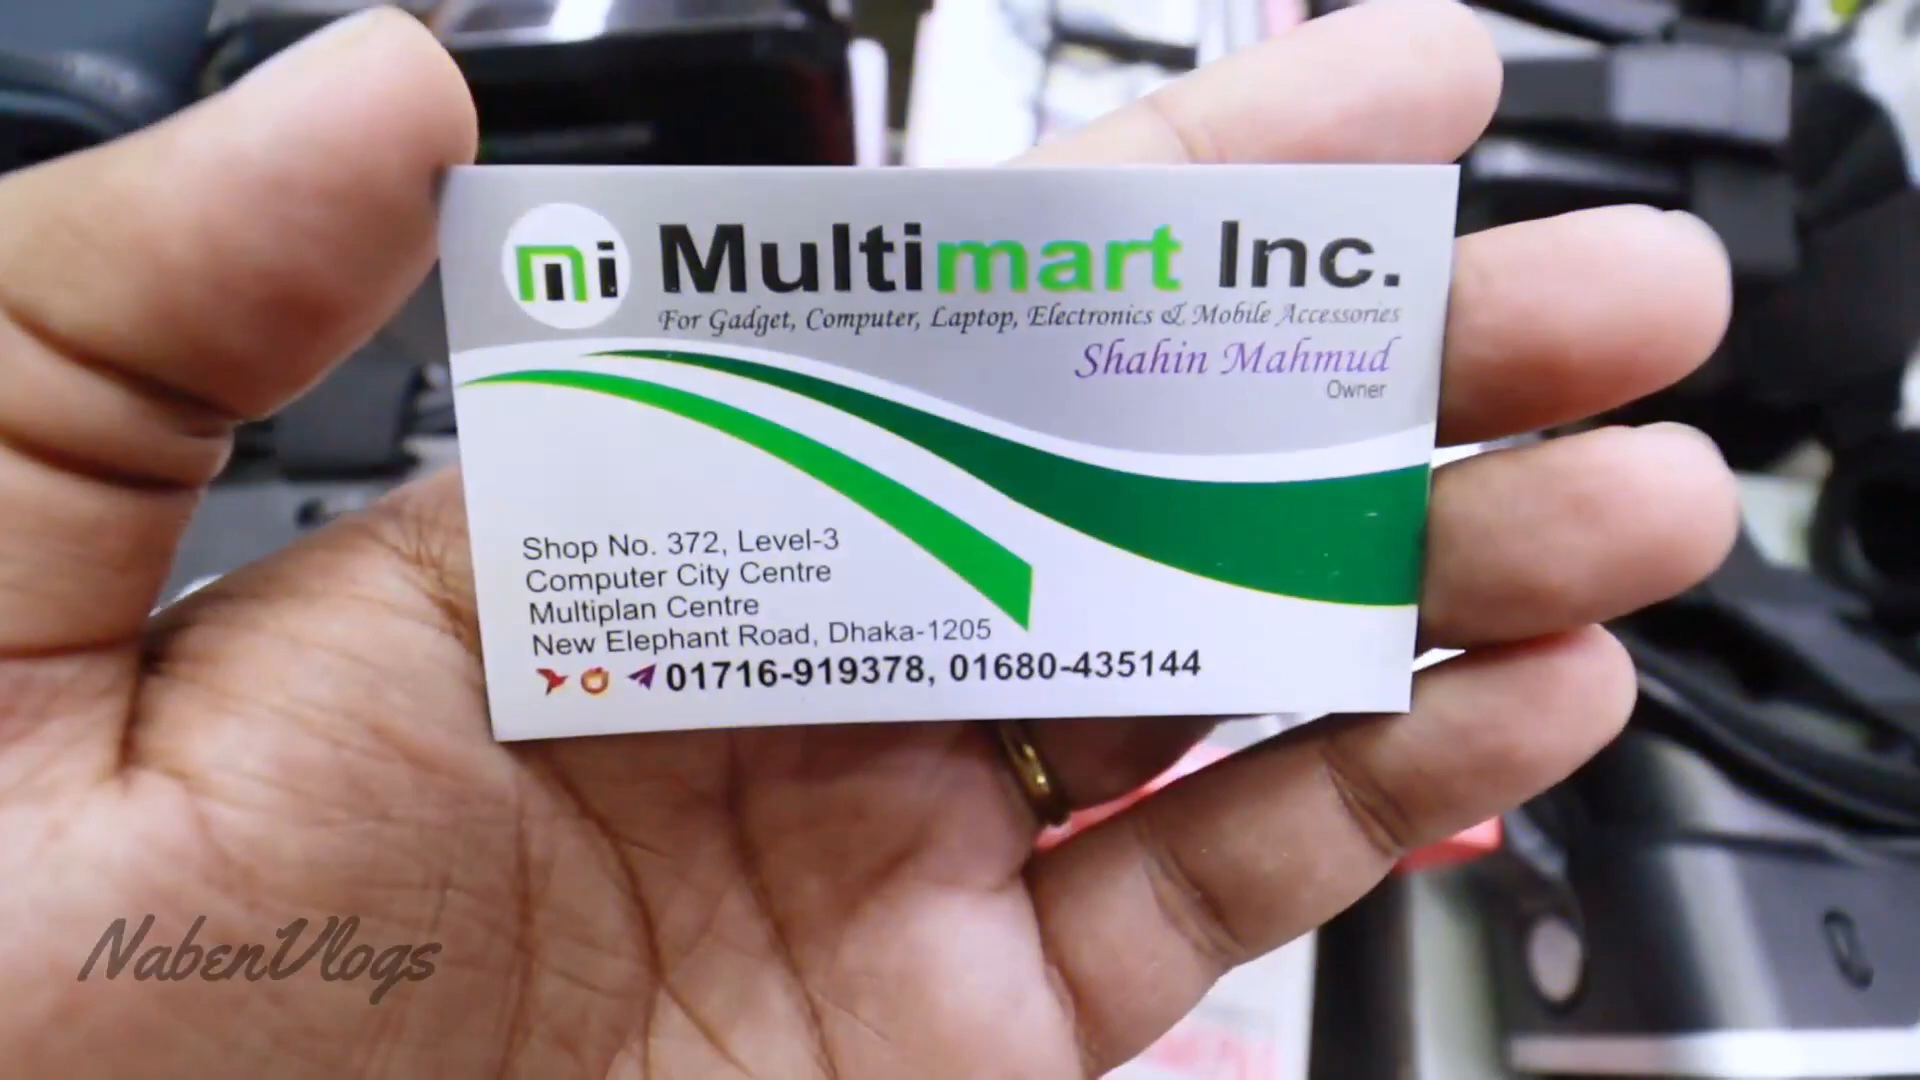 mi Multimart Inc.
For Gadget, Computer, Laptop, Electronics & Mobile Accessories
Shahin Mahmud
Owner
Shop No. 372, Level-3
Computer City Centre
Multiplan Centre
New Elephant Road, Dhaka-1205
01716-919378, 01680-435144
NabenVlogs